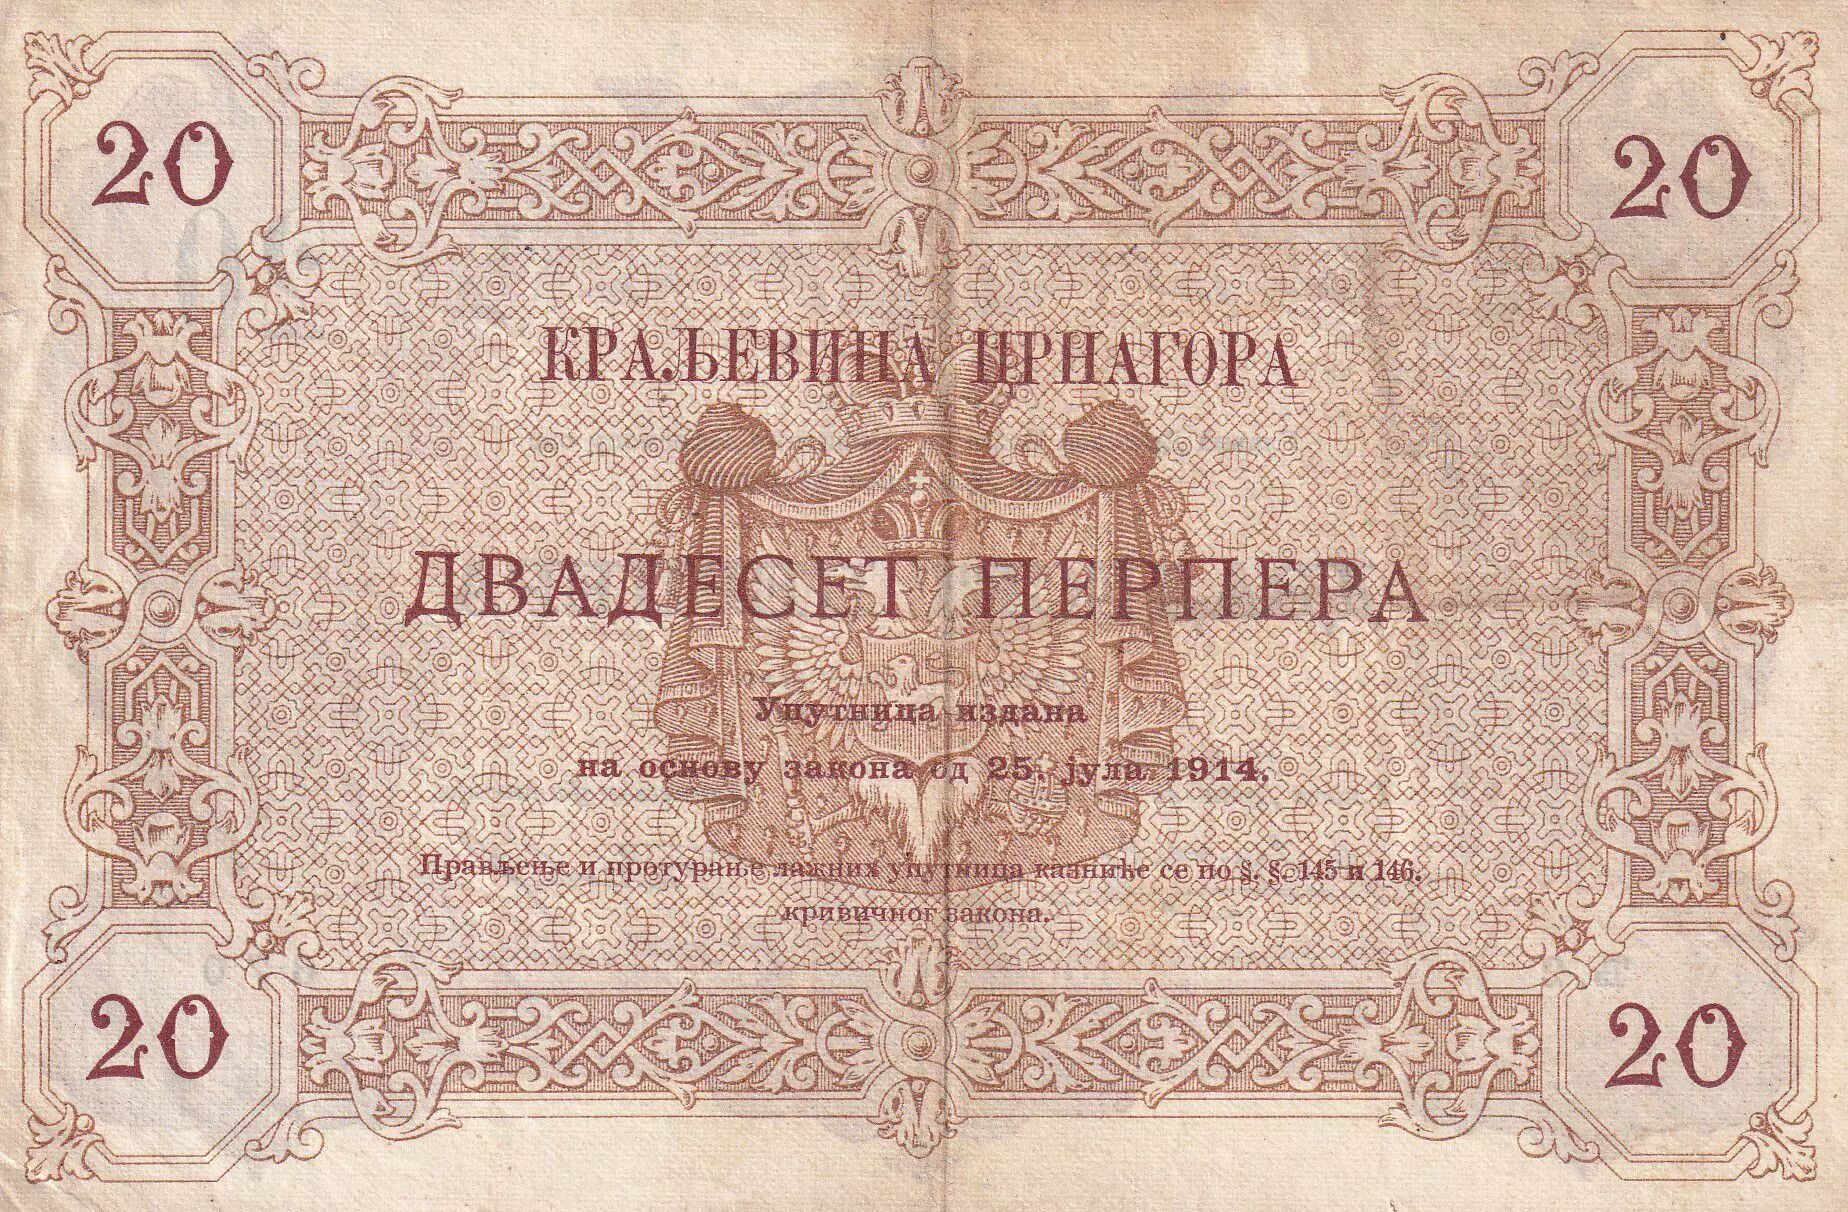 20 20
КРАЉЕВИНА ЦРНАГОРА
ДВАДЕСЕТ ПЕРПЕРА
Упутница издана
на основу закона од 25. јула 1914.
Прављење и протурање лажних упутница казниће се по §. §. 145 и 146.
кривичног закона.
20 20